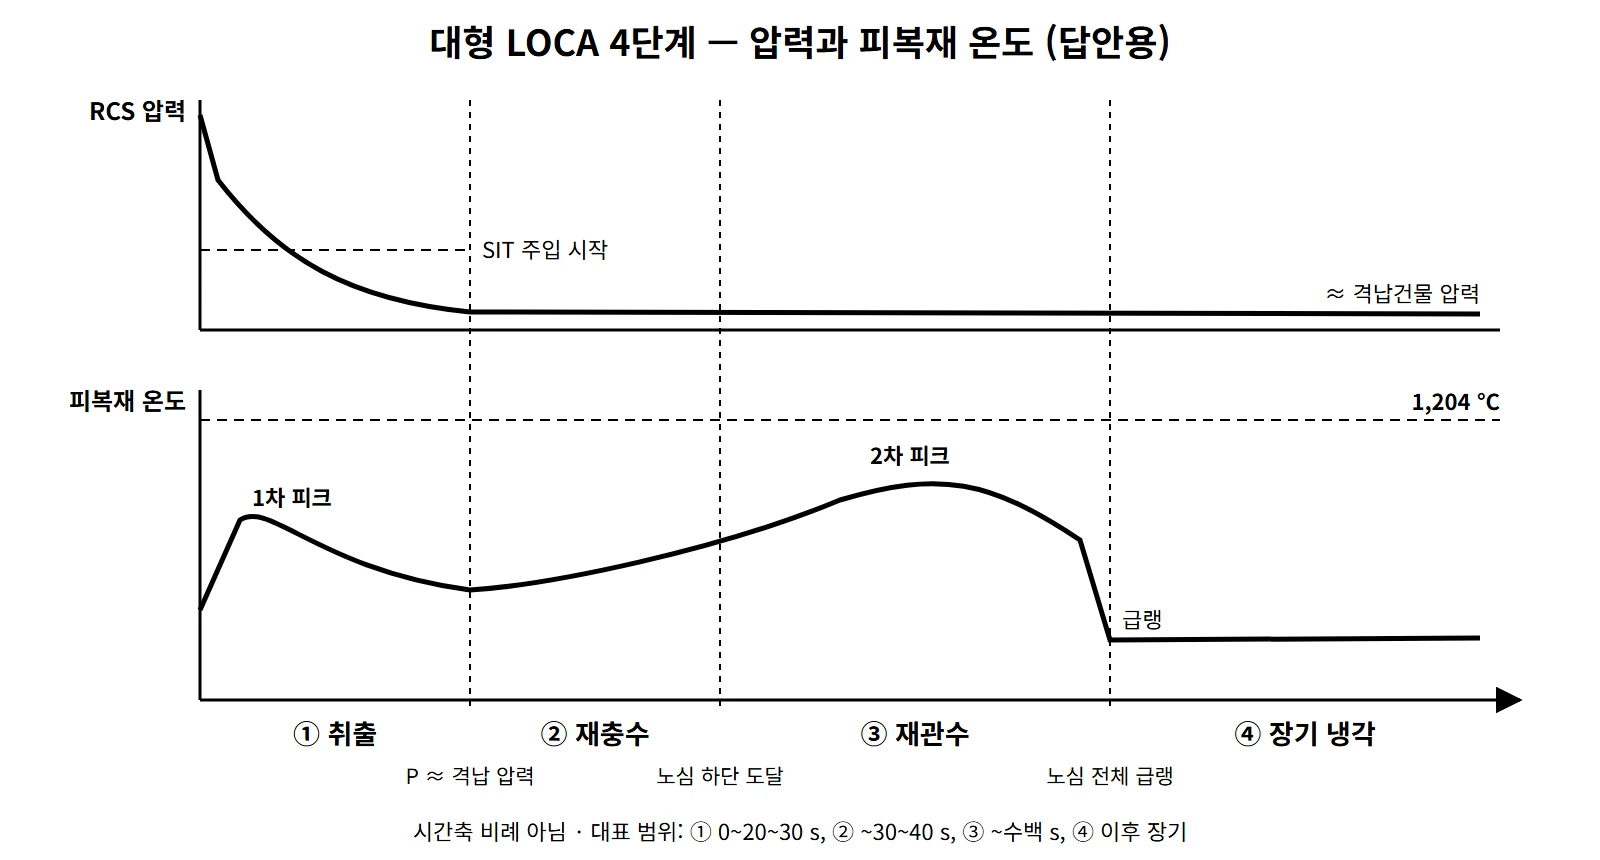 대형 LOCA 4단계 — 압력과 피복재 온도 (답안용)
RCS 압력
SIT 주입 시작
≈ 격납건물 압력
피복재 온도
1,204 °C
2차 피크
1차 피크
급랭
① 취출
② 재충수
③ 재관수
④ 장기 냉각
P ≈ 격납 압력
노심 하단 도달
노심 전체 급랭
시간축 비례 아님 · 대표 범위: ① 0~20~30 s, ② ~30~40 s, ③ ~수백 s, ④ 이후 장기